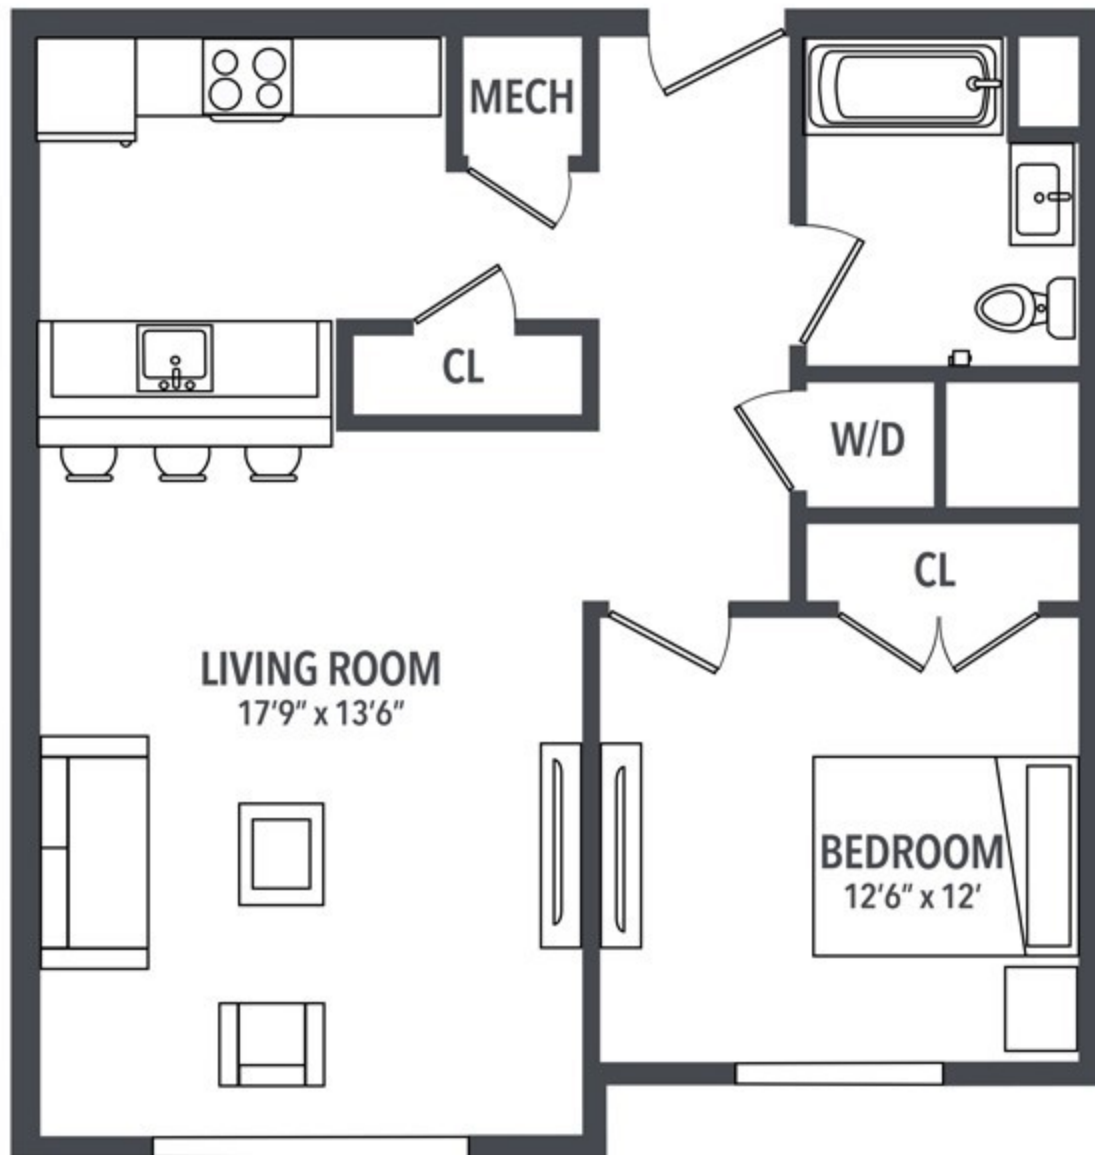 MECH
CL
W/D
CL
LIVING ROOM
17'9" x 13'6"
BEDROOM
12'6" x 12'